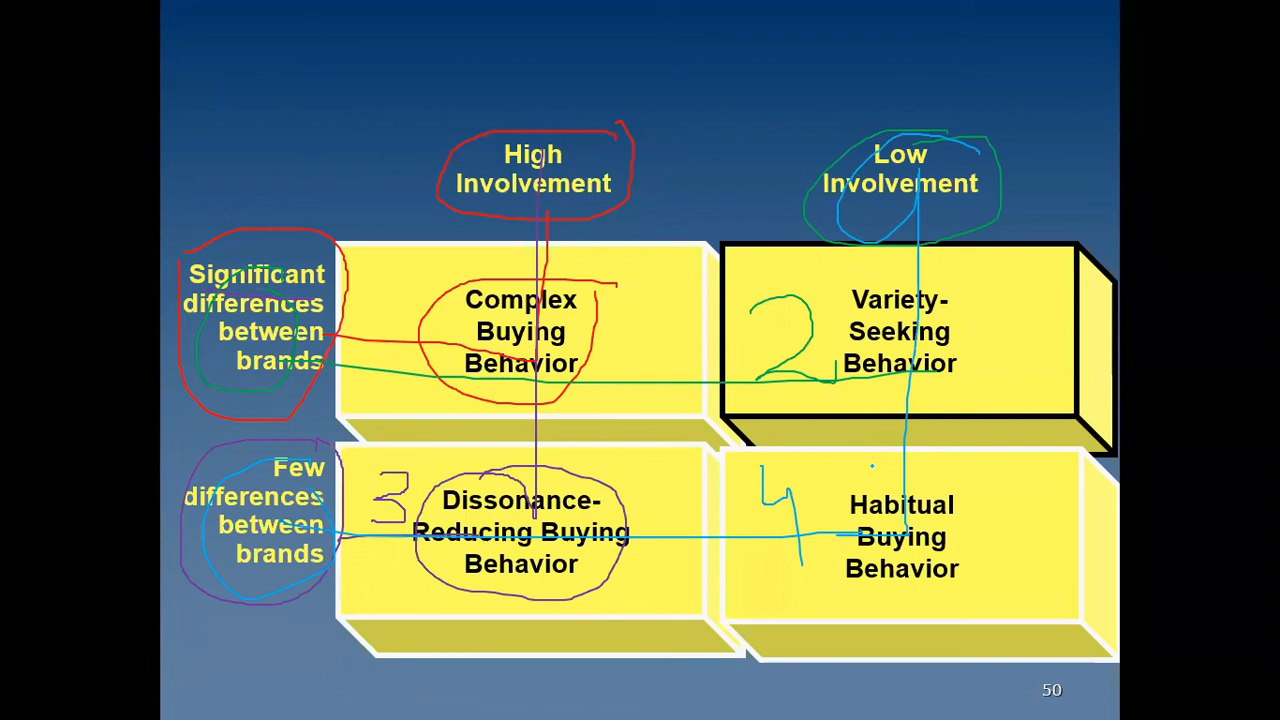 High
Involvement
Low
Involvement
Significant
differences
between
brands
Complex
Buying
Behavior
2
Variety-
Seeking
Behavior
Few
differences
between
brands
3
Dissonance-
Reducing Buying
Behavior
4
Habitual
Buying
Behavior
50